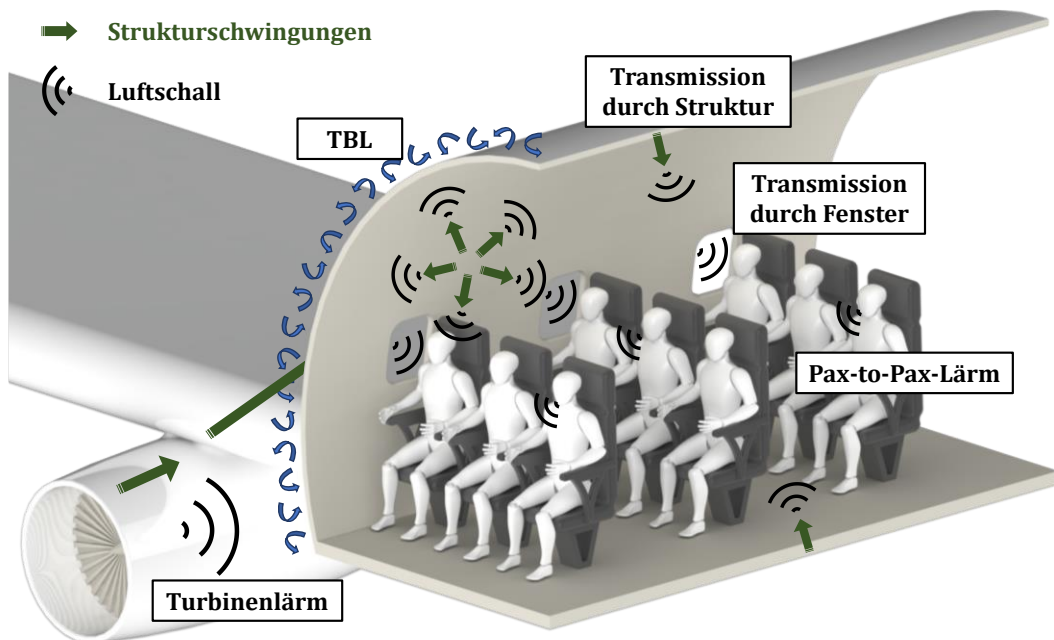 Strukturschwingungen
Luftschall
TBL
Transmission
durch Struktur
Transmission
durch Fenster
Pax-to-Pax-Lärm
Turbinenlärm